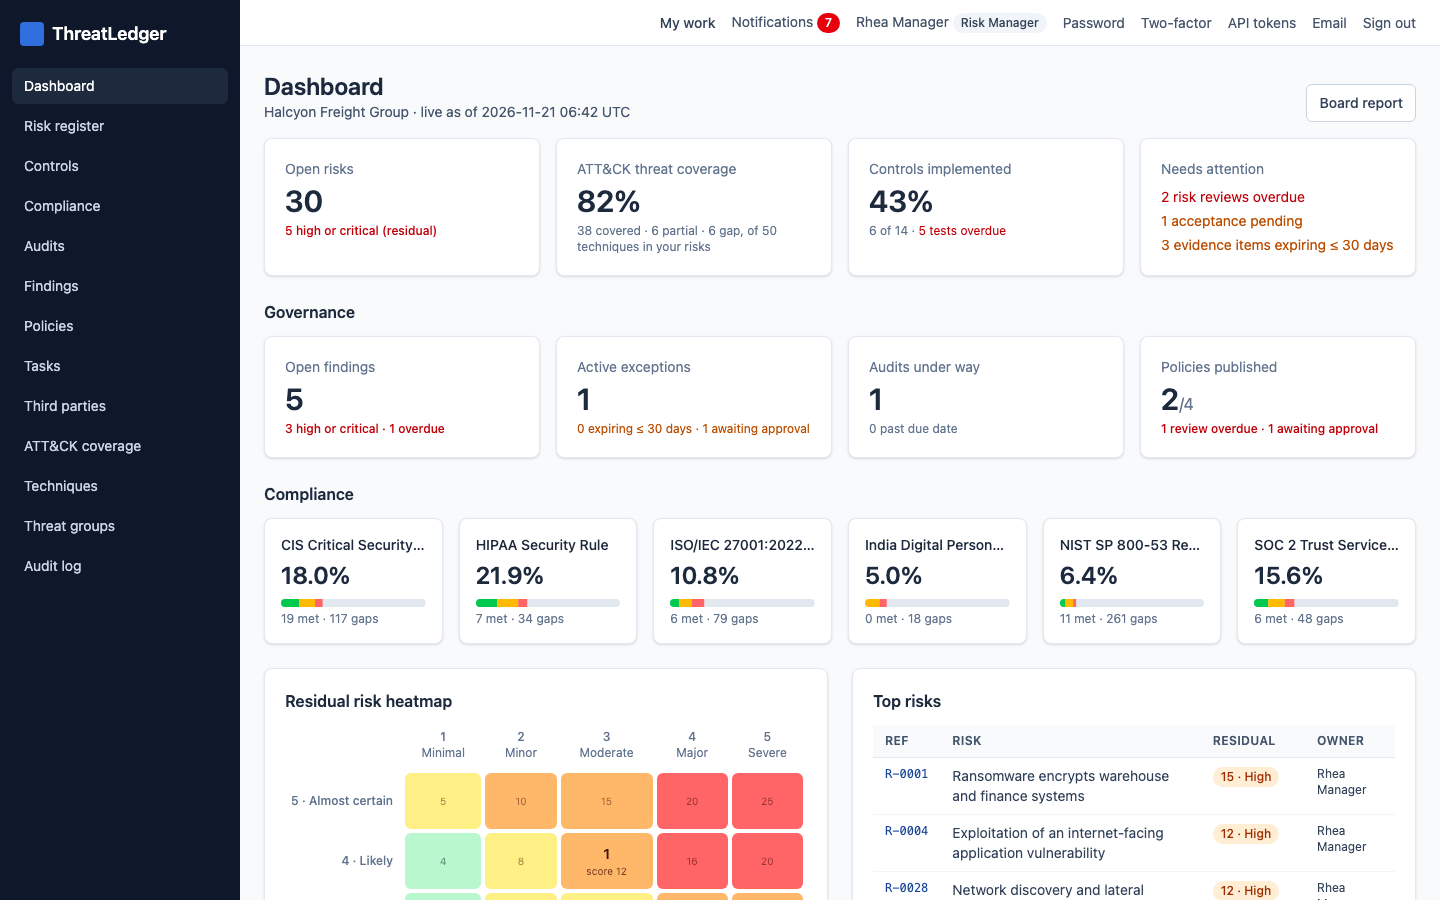 ThreatLedger
My work Notifications 7 Rhea Manager Risk Manager Password Two-factor API tokens Email Sign out
Dashboard
Risk register
Controls
Compliance
Audits
Findings
Policies
Tasks
Third parties
ATT&CK coverage
Techniques
Threat groups
Audit log
Dashboard
Halcyon Freight Group · live as of 2026-11-21 06:42 UTC
Board report
Open risks
30
5 high or critical (residual)
ATT&CK threat coverage
82%
38 covered · 6 partial · 6 gap, of 50
techniques in your risks
Controls implemented
43%
6 of 14 · 5 tests overdue
Needs attention
2 risk reviews overdue
1 acceptance pending
3 evidence items expiring ≤ 30 days
Governance
Open findings
5
3 high or critical · 1 overdue
Active exceptions
1
0 expiring ≤ 30 days · 1 awaiting approval
Audits under way
1
0 past due date
Policies published
2/4
1 review overdue · 1 awaiting approval
Compliance
CIS Critical Security...
18.0%
19 met · 117 gaps
HIPAA Security Rule
21.9%
7 met · 34 gaps
ISO/IEC 27001:2022...
10.8%
6 met · 79 gaps
India Digital Person...
5.0%
0 met · 18 gaps
NIST SP 800-53 Re...
6.4%
11 met · 261 gaps
SOC 2 Trust Service...
15.6%
6 met · 48 gaps
Residual risk heatmap
1 2 3 4 5
Minimal Minor Moderate Major Severe
5 · Almost certain 5 10 15 20 25
4 · Likely 4 8 1 16 20
score 12
Top risks
REF RISK RESIDUAL OWNER
R-0001 Ransomware encrypts warehouse 15 · High Rhea
and finance systems Manager
R-0004 Exploitation of an internet-facing 12 · High Rhea
application vulnerability Manager
R-0028 Network discovery and lateral 12 · High Rhea